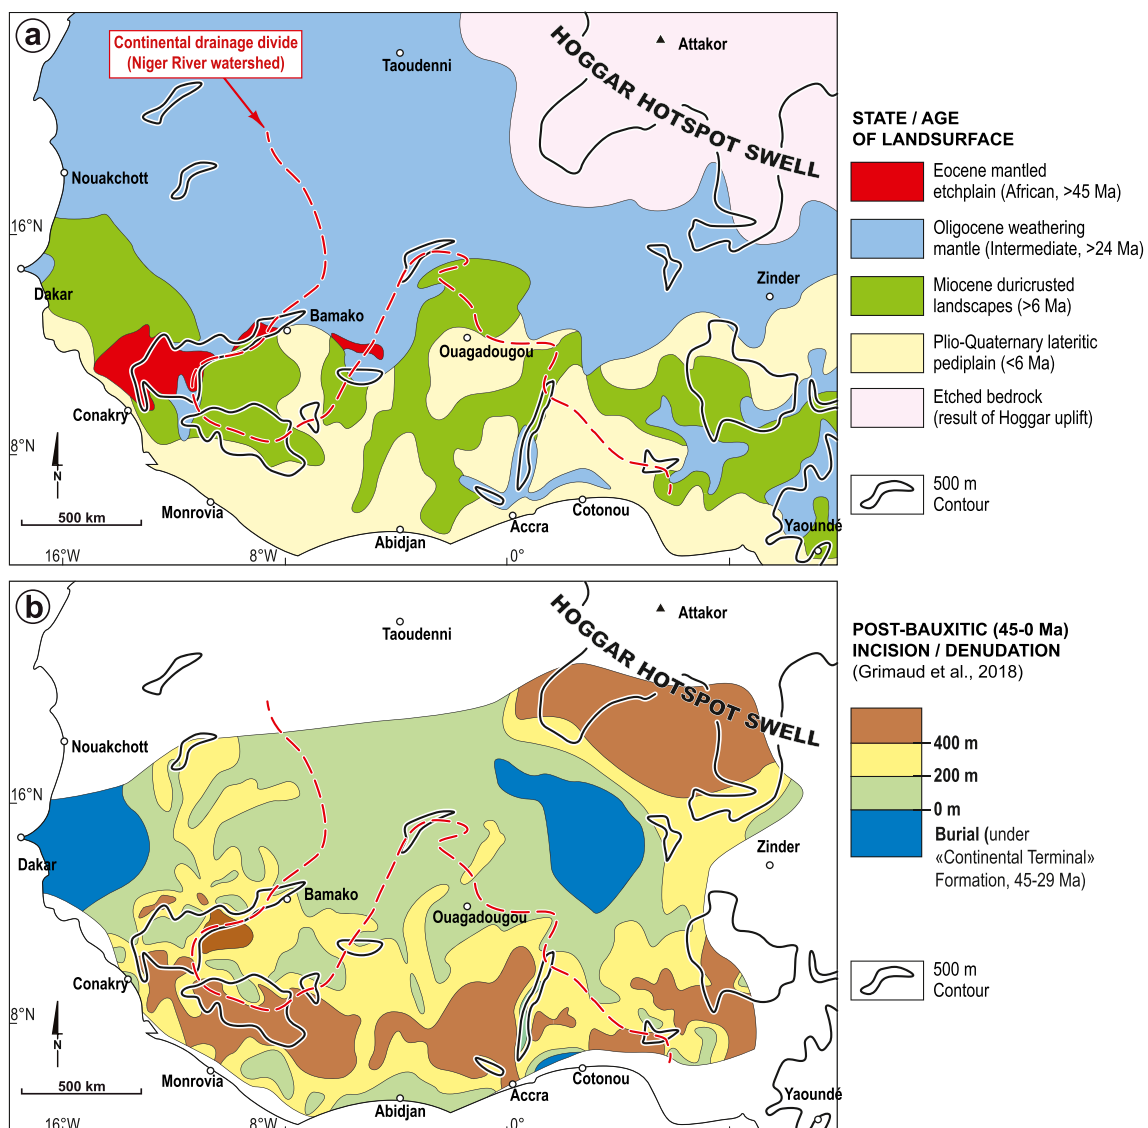 a
Continental drainage divide
(Niger River watershed)
Taoudenni
Attakor
HOGGAR HOTSPOT SWELL
Nouakchott
16°N
Dakar
Bamako
Zinder
Ouagadougou
Conakry
8°N
N
Monrovia
500 km
Abidjan
Accra
Cotonou
Yaoundé
16°W
8°W
0°
STATE / AGE
OF LANDSURFACE
Eocene mantled
etchplain (African, >45 Ma)
Oligocene weathering
mantle (Intermediate, >24 Ma)
Miocene duricrusted
landscapes (>6 Ma)
Plio-Quaternary lateritic
pediplain (<6 Ma)
Etched bedrock
(result of Hoggar uplift)
500 m
Contour
b
Taoudenni
Attakor
HOGGAR HOTSPOT SWELL
Nouakchott
16°N
Dakar
Bamako
Zinder
Ouagadougou
Conakry
8°N
N
Monrovia
500 km
Abidjan
Accra
Cotonou
Yaoundé
16°W
8°W
0°
POST-BAUXITIC (45-0 Ma)
INCISION / DENUDATION
(Grimaud et al., 2018)
400 m
200 m
0 m
Burial (under
«Continental Terminal»
Formation, 45-29 Ma)
500 m
Contour